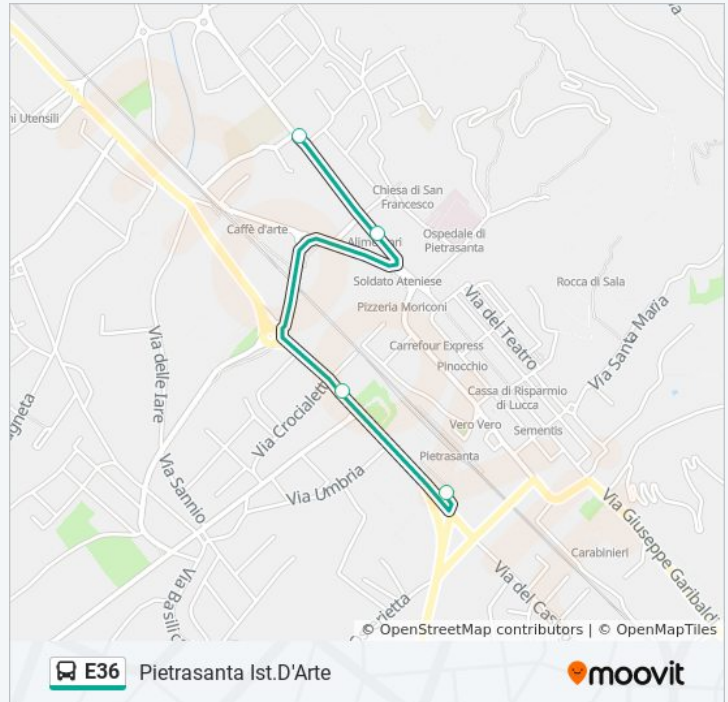 ni Utensili
Chiesa di San
Francesco
Caffè d'arte
Alimentari
Ospedale di
Pietrasanta
Soldato Ateniese
Rocca di Sala
Pizzeria Moriconi
Via del Teatro
Via Santa Maria
Via delle Iare
Carrefour Express
Pinocchio
Cassa di Risparmio
di Lucca
Via Crocialetto
Vero Vero
Sementis
Pietrasanta
Via Umbria
Via Sannio
Via Giuseppe Garibaldi
Carabinieri
Via del Cas
© OpenStreetMap contributors | © OpenMapTiles
E36 Pietrasanta Ist.D'Arte
moovit